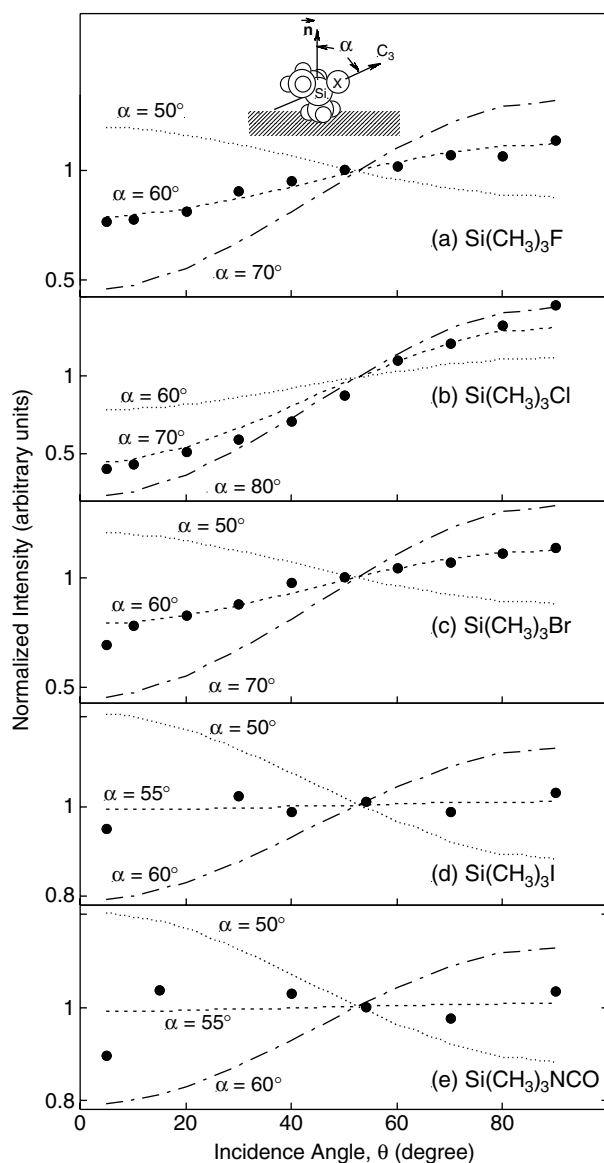 n
α
C₃
Si
X
α = 50°
1
α = 60°
(a) Si(CH₃)₃F
α = 70°
0.5
1
α = 60°
(b) Si(CH₃)₃Cl
α = 70°
0.5
α = 80°
α = 50°
1
α = 60°
(c) Si(CH₃)₃Br
α = 70°
0.5
α = 50°
α = 55°
1
α = 60°
(d) Si(CH₃)₃I
0.8
α = 50°
1
α = 55°
α = 60°
(e) Si(CH₃)₃NCO
0.8
0 20 40 60 80
Incidence Angle, θ (degree)
Normalized Intensity (arbitrary units)